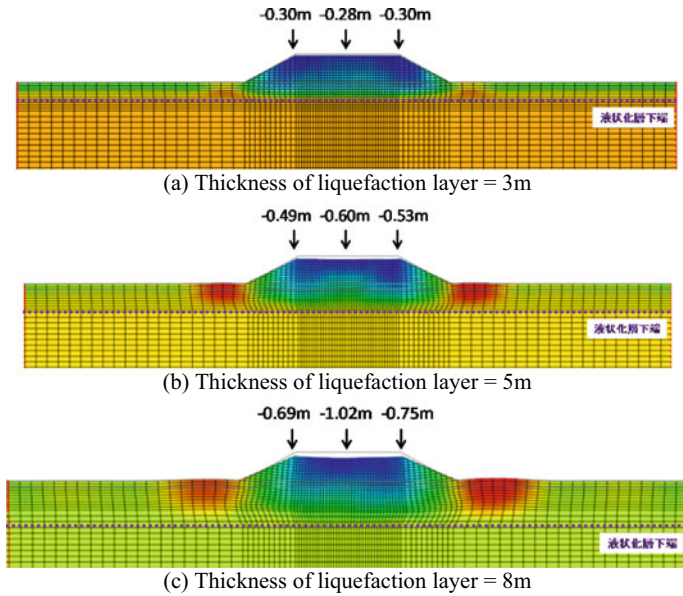 -0.30m -0.28m -0.30m
液状化層下端
(a) Thickness of liquefaction layer = 3m
-0.49m -0.60m -0.53m
液状化層下端
(b) Thickness of liquefaction layer = 5m
-0.69m -1.02m -0.75m
液状化層下端
(c) Thickness of liquefaction layer = 8m